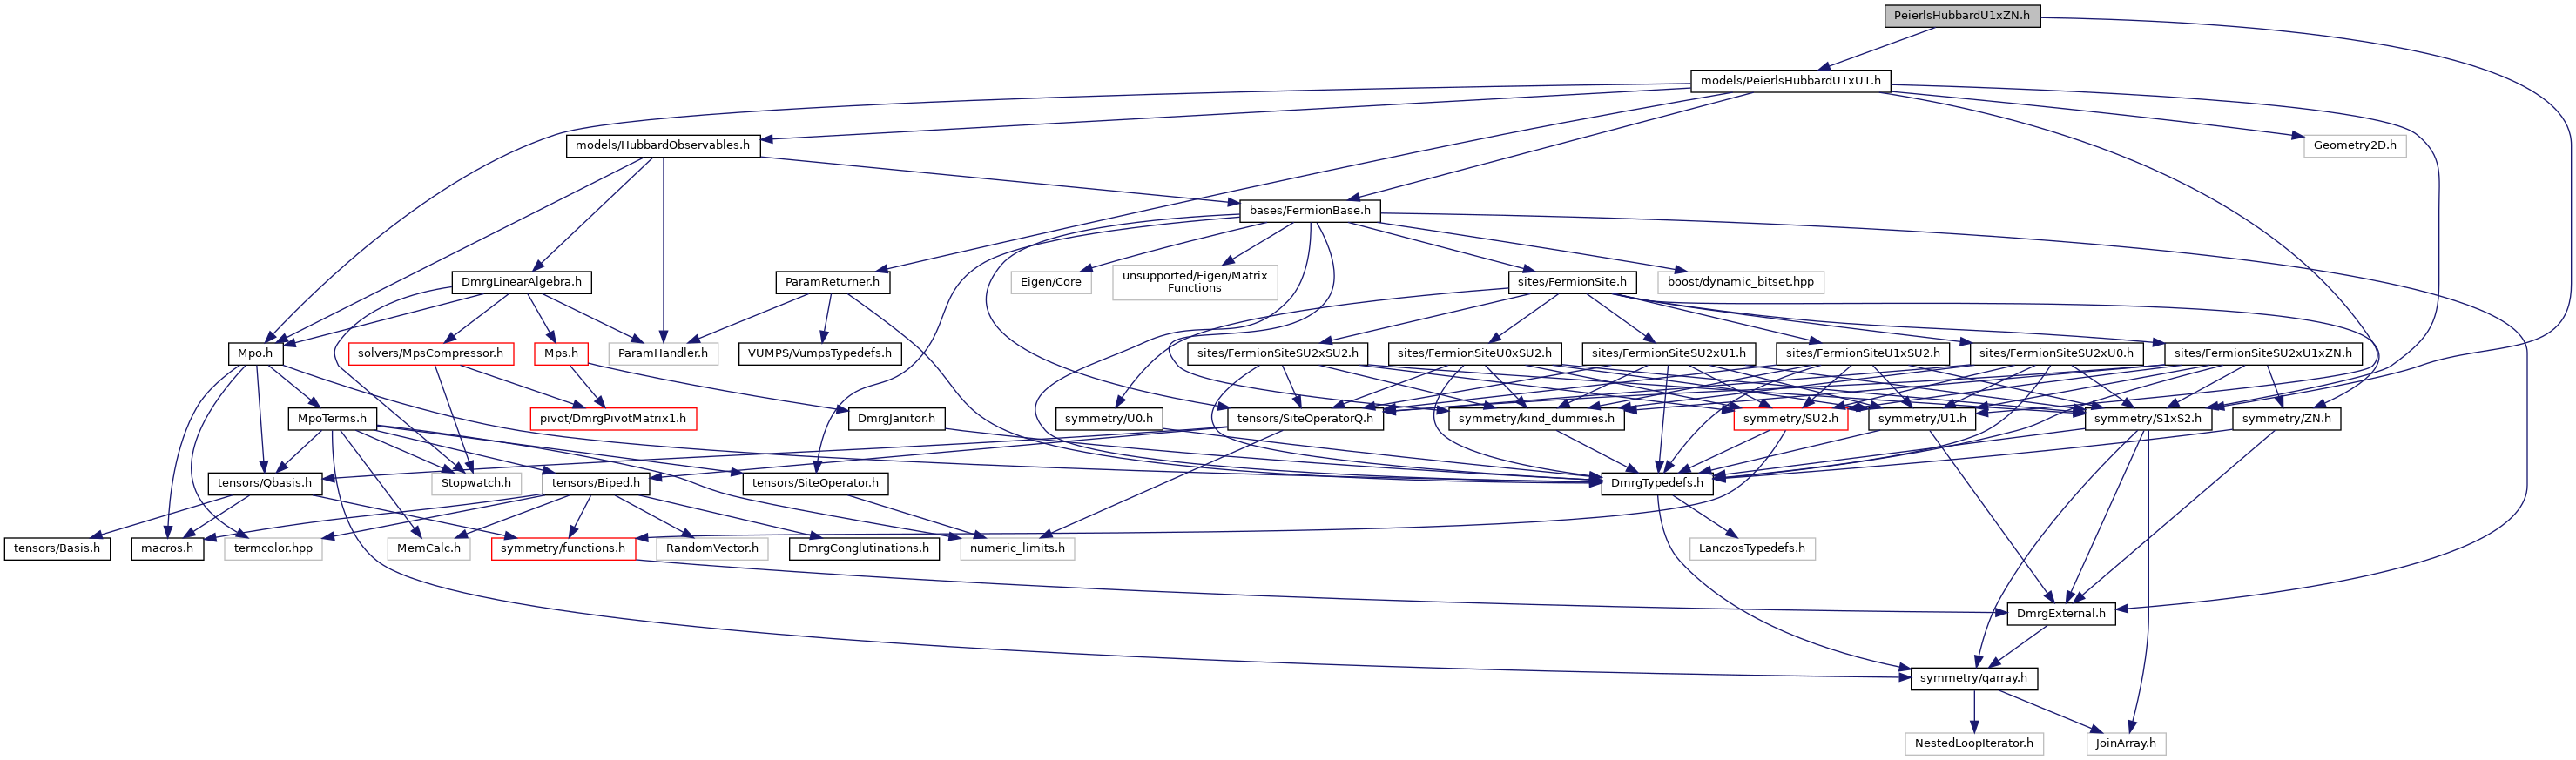 PeierlsHubbardU1xZN.h
models/PeierlsHubbardU1xU1.h
models/HubbardObservables.h
Geometry2D.h
bases/FermionBase.h
DmrgLinearAlgebra.h
ParamReturner.h
Eigen/Core
unsupported/Eigen/Matrix
Functions
sites/FermionSite.h
boost/dynamic_bitset.hpp
Mpo.h
solvers/MpsCompressor.h
Mps.h
ParamHandler.h
VUMPS/VumpsTypedefs.h
sites/FermionSiteSU2xSU2.h
sites/FermionSiteU0xSU2.h
sites/FermionSiteSU2xU1.h
sites/FermionSiteU1xSU2.h
sites/FermionSiteSU2xU0.h
sites/FermionSiteSU2xU1xZN.h
MpoTerms.h
pivot/DmrgPivotMatrix1.h
DmrgJanitor.h
symmetry/U0.h
tensors/SiteOperatorQ.h
symmetry/kind_dummies.h
symmetry/SU2.h
symmetry/U1.h
symmetry/S1xS2.h
symmetry/ZN.h
tensors/Qbasis.h
Stopwatch.h
tensors/Biped.h
tensors/SiteOperator.h
DmrgTypedefs.h
tensors/Basis.h
macros.h
termcolor.hpp
MemCalc.h
symmetry/functions.h
RandomVector.h
DmrgConglutinations.h
numeric_limits.h
LanczosTypedefs.h
DmrgExternal.h
symmetry/qarray.h
NestedLoopIterator.h
JoinArray.h